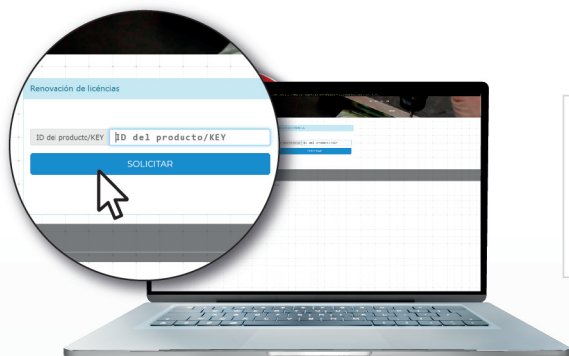 Renovación de licéncias
ID del producto/KEY ID del producto/KEY
SOLICITAR